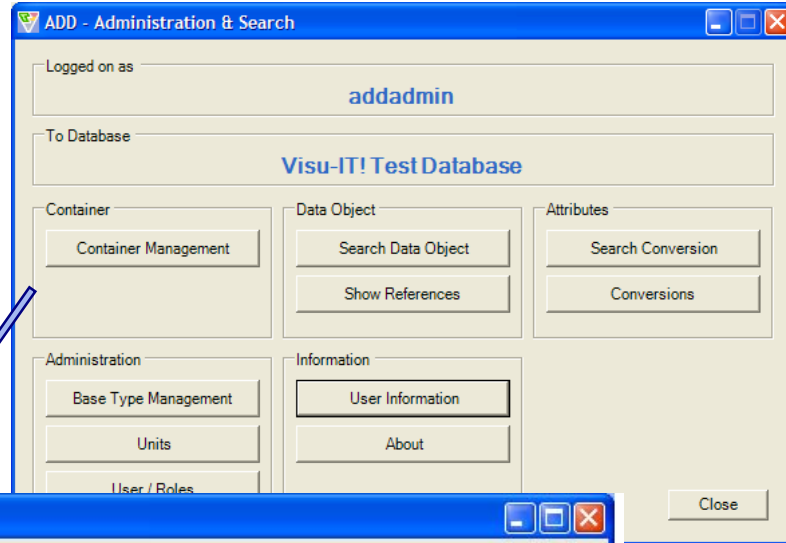 ADD - Administration & Search
Logged on as
addadmin
To Database
Visu-IT! Test Database
Container
Data Object
Attributes
Container Management
Search Data Object
Search Conversion
Show References
Conversions
Administration
Information
Base Type Management
User Information
Units
About
User / Roles
Close